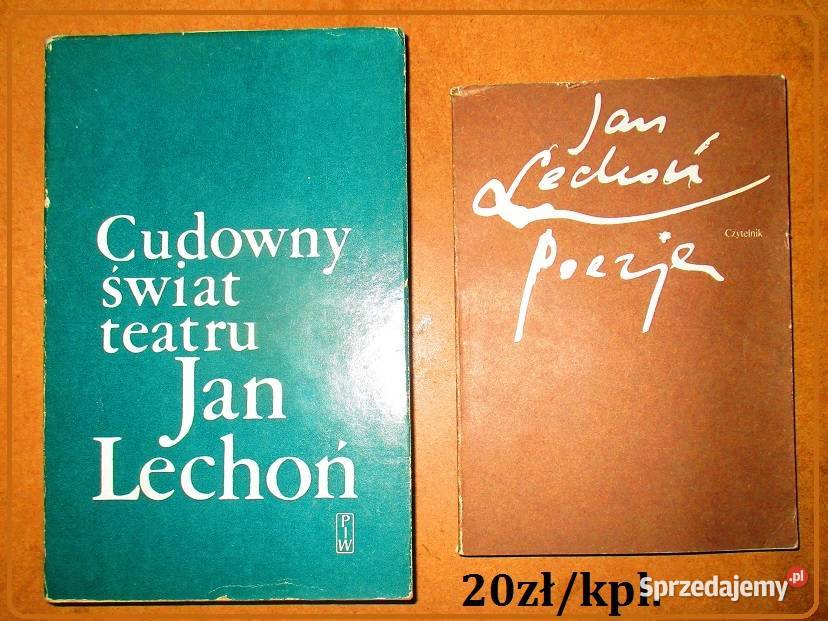 Cudowny
świat
teatru
Jan
Lechoń
PIW
Jan
Lechoń
Poezje
Czytelnik
20zł/kpl.
Sprzedajemy.pl